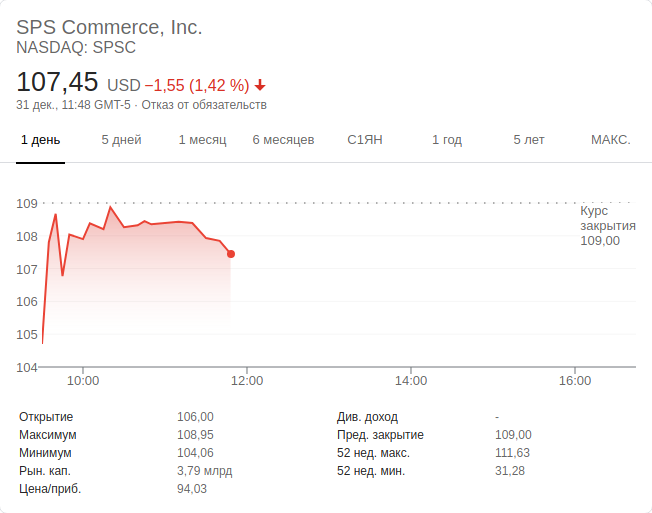 SPS Commerce, Inc.
NASDAQ: SPSC
107,45 USD −1,55 (1,42 %)
31 дек., 11:48 GMT-5 · Отказ от обязательств
1 день 5 дней 1 месяц 6 месяцев С1ЯН 1 год 5 лет МАКС.
109
108
107
106
105
104
Курс
закрытия
109,00
10:00 12:00 14:00 16:00
Открытие 106,00 Див. доход -
Максимум 108,95 Пред. закрытие 109,00
Минимум 104,06 52 нед. макс. 111,63
Рын. кап. 3,79 млрд 52 нед. мин. 31,28
Цена/приб. 94,03